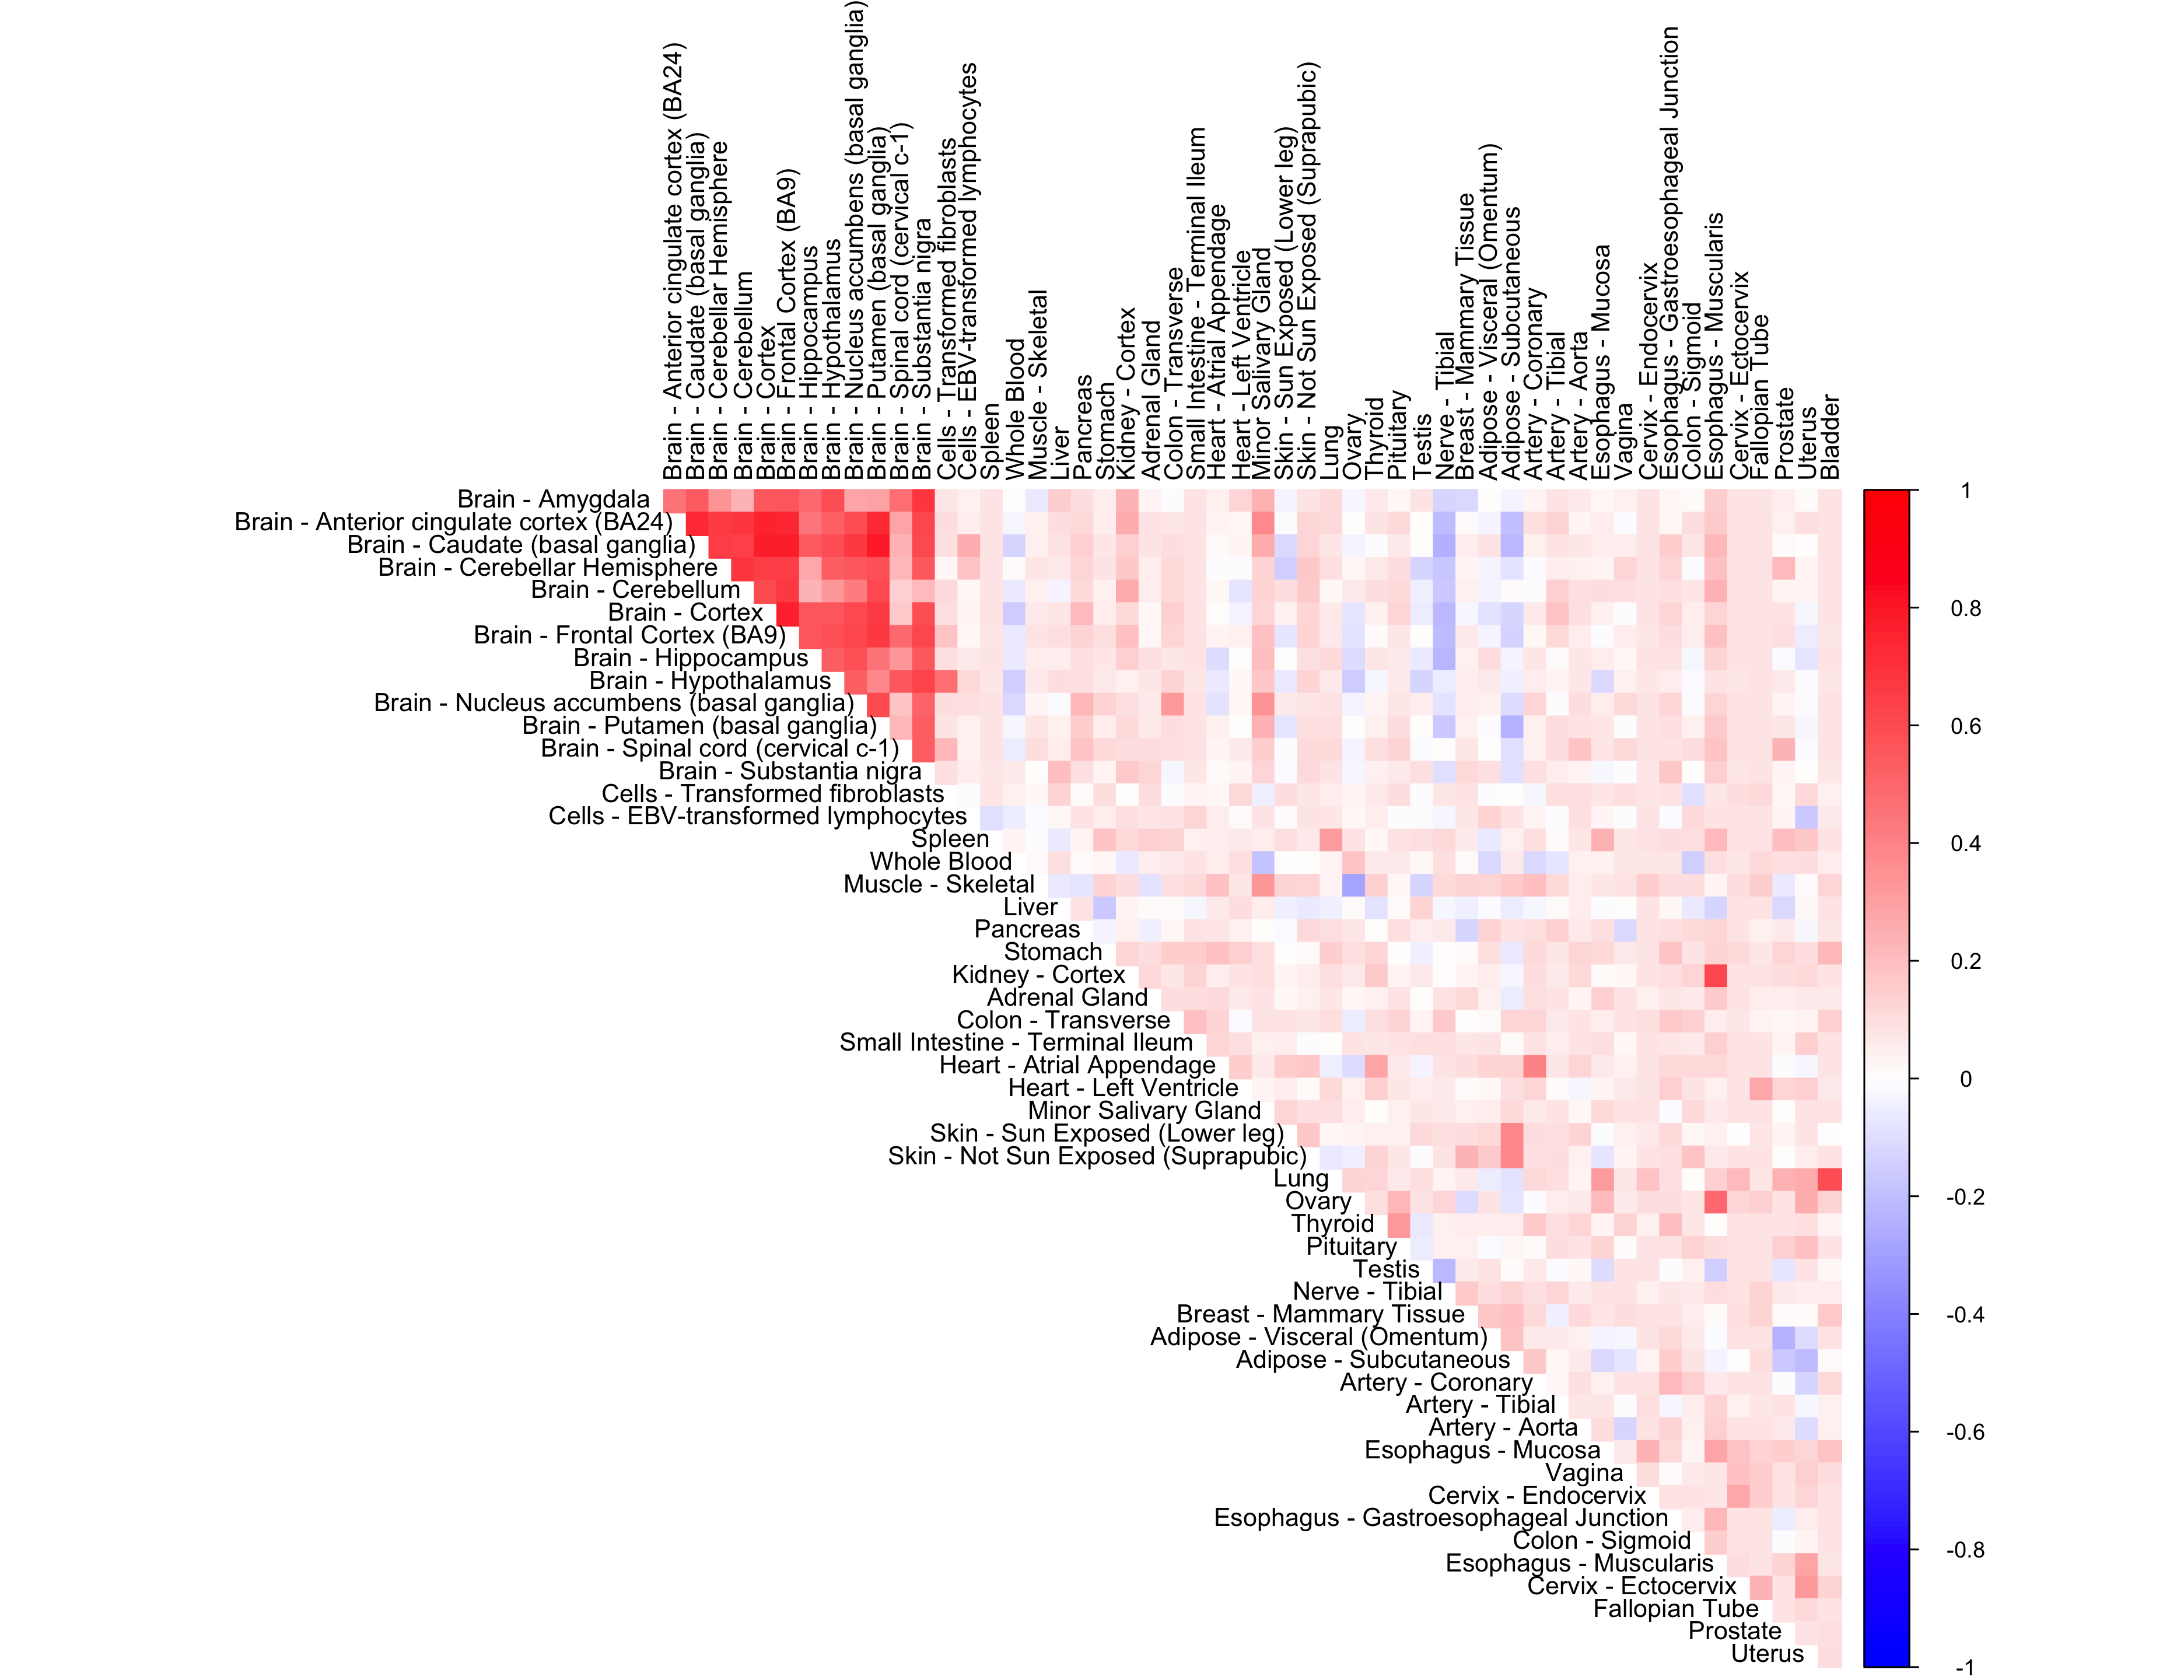 Brain - Anterior cingulate cortex (BA24)
Brain - Caudate (basal ganglia)
Brain - Cerebellar Hemisphere
Brain - Cerebellum
Brain - Cortex
Brain - Frontal Cortex (BA9)
Brain - Hippocampus
Brain - Hypothalamus
Brain - Nucleus accumbens (basal ganglia)
Brain - Putamen (basal ganglia)
Brain - Spinal cord (cervical c-1)
Brain - Substantia nigra
Cells - Transformed fibroblasts
Cells - EBV-transformed lymphocytes
Spleen
Whole Blood
Muscle - Skeletal
Liver
Pancreas
Stomach
Kidney - Cortex
Adrenal Gland
Colon - Transverse
Small Intestine - Terminal Ileum
Heart - Atrial Appendage
Heart - Left Ventricle
Minor Salivary Gland
Skin - Sun Exposed (Lower leg)
Skin - Not Sun Exposed (Suprapubic)
Lung
Ovary
Thyroid
Pituitary
Testis
Nerve - Tibial
Breast - Mammary Tissue
Adipose - Visceral (Omentum)
Adipose - Subcutaneous
Artery - Coronary
Artery - Tibial
Artery - Aorta
Esophagus - Mucosa
Vagina
Cervix - Endocervix
Esophagus - Gastroesophageal Junction
Colon - Sigmoid
Esophagus - Muscularis
Cervix - Ectocervix
Fallopian Tube
Prostate
Uterus
Bladder
Brain - Amygdala
Brain - Anterior cingulate cortex (BA24)
Brain - Caudate (basal ganglia)
Brain - Cerebellar Hemisphere
Brain - Cerebellum
Brain - Cortex
Brain - Frontal Cortex (BA9)
Brain - Hippocampus
Brain - Hypothalamus
Brain - Nucleus accumbens (basal ganglia)
Brain - Putamen (basal ganglia)
Brain - Spinal cord (cervical c-1)
Brain - Substantia nigra
Cells - Transformed fibroblasts
Cells - EBV-transformed lymphocytes
Spleen
Whole Blood
Muscle - Skeletal
Liver
Pancreas
Stomach
Kidney - Cortex
Adrenal Gland
Colon - Transverse
Small Intestine - Terminal Ileum
Heart - Atrial Appendage
Heart - Left Ventricle
Minor Salivary Gland
Skin - Sun Exposed (Lower leg)
Skin - Not Sun Exposed (Suprapubic)
Lung
Ovary
Thyroid
Pituitary
Testis
Nerve - Tibial
Breast - Mammary Tissue
Adipose - Visceral (Omentum)
Adipose - Subcutaneous
Artery - Coronary
Artery - Tibial
Artery - Aorta
Esophagus - Mucosa
Vagina
Cervix - Endocervix
Esophagus - Gastroesophageal Junction
Colon - Sigmoid
Esophagus - Muscularis
Cervix - Ectocervix
Fallopian Tube
Prostate
Uterus
1
0.8
0.6
0.4
0.2
0
-0.2
-0.4
-0.6
-0.8
-1